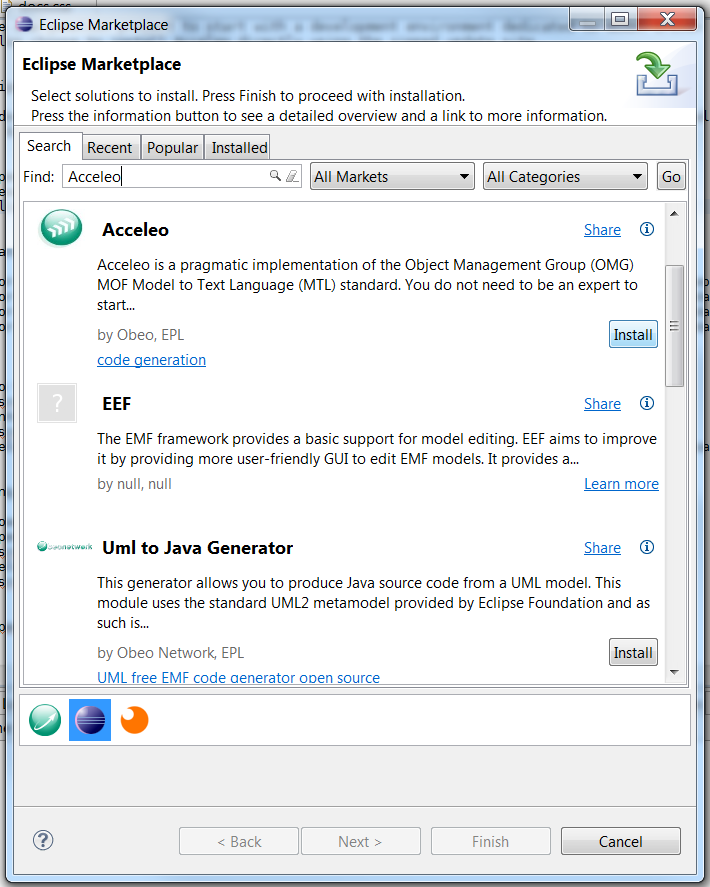 Eclipse Marketplace
Eclipse Marketplace
Select solutions to install. Press Finish to proceed with installation.
Press the information button to see a detailed overview and a link to more information.
Search Recent Popular Installed
Find: Acceleo All Markets All Categories Go
Acceleo Share
Acceleo is a pragmatic implementation of the Object Management Group (OMG)
MOF Model to Text Language (MTL) standard. You do not need to be an expert to
start...
by Obeo, EPL Install
code generation
? EEF Share
The EMF framework provides a basic support for model editing. EEF aims to improve
it by providing more user-friendly GUI to edit EMF models. It provides a...
by null, null Learn more
Uml to Java Generator Share
This generator allows you to produce Java source code from a UML model. This
module uses the standard UML2 metamodel provided by Eclipse Foundation and as
such is...
by Obeo Network, EPL Install
UML free EMF code generator open source
? < Back Next > Finish Cancel